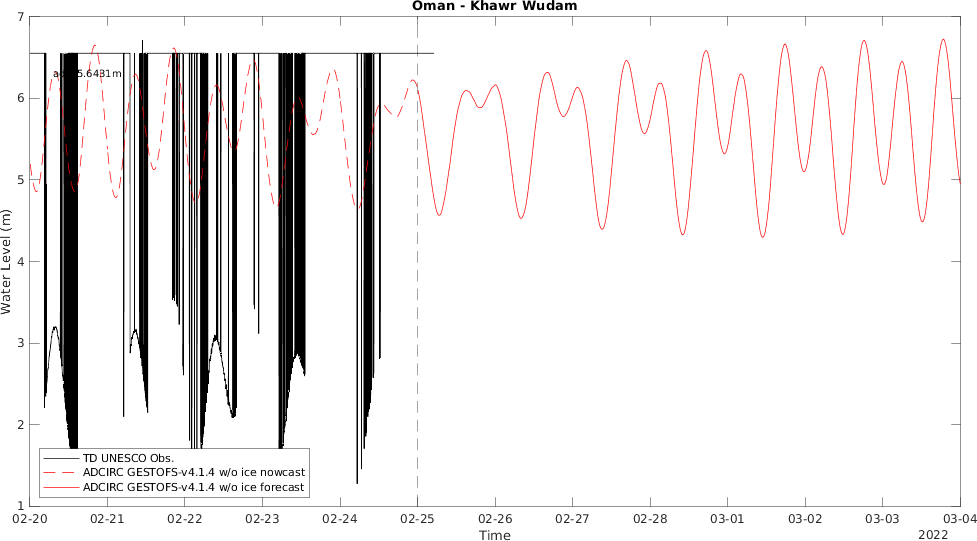 Oman - Khawr Wudam
7
6
5
4
3
2
1
Water Level (m)
TD UNESCO Obs.
ADCIRC GESTOFS-v4.1.4 w/o ice nowcast
ADCIRC GESTOFS-v4.1.4 w/o ice forecast
02-20 02-21 02-22 02-23 02-24 02-25 02-26 02-27 02-28 03-01 03-02 03-03 03-04
Time
2022